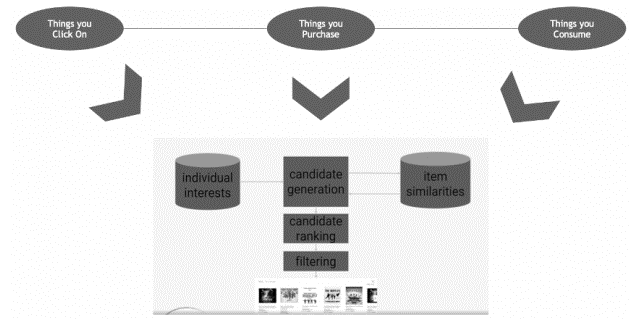 Things you
Click On
Things you
Purchase
Things you
Consume
individual
interests
candidate
generation
item
similarities
candidate
ranking
filtering